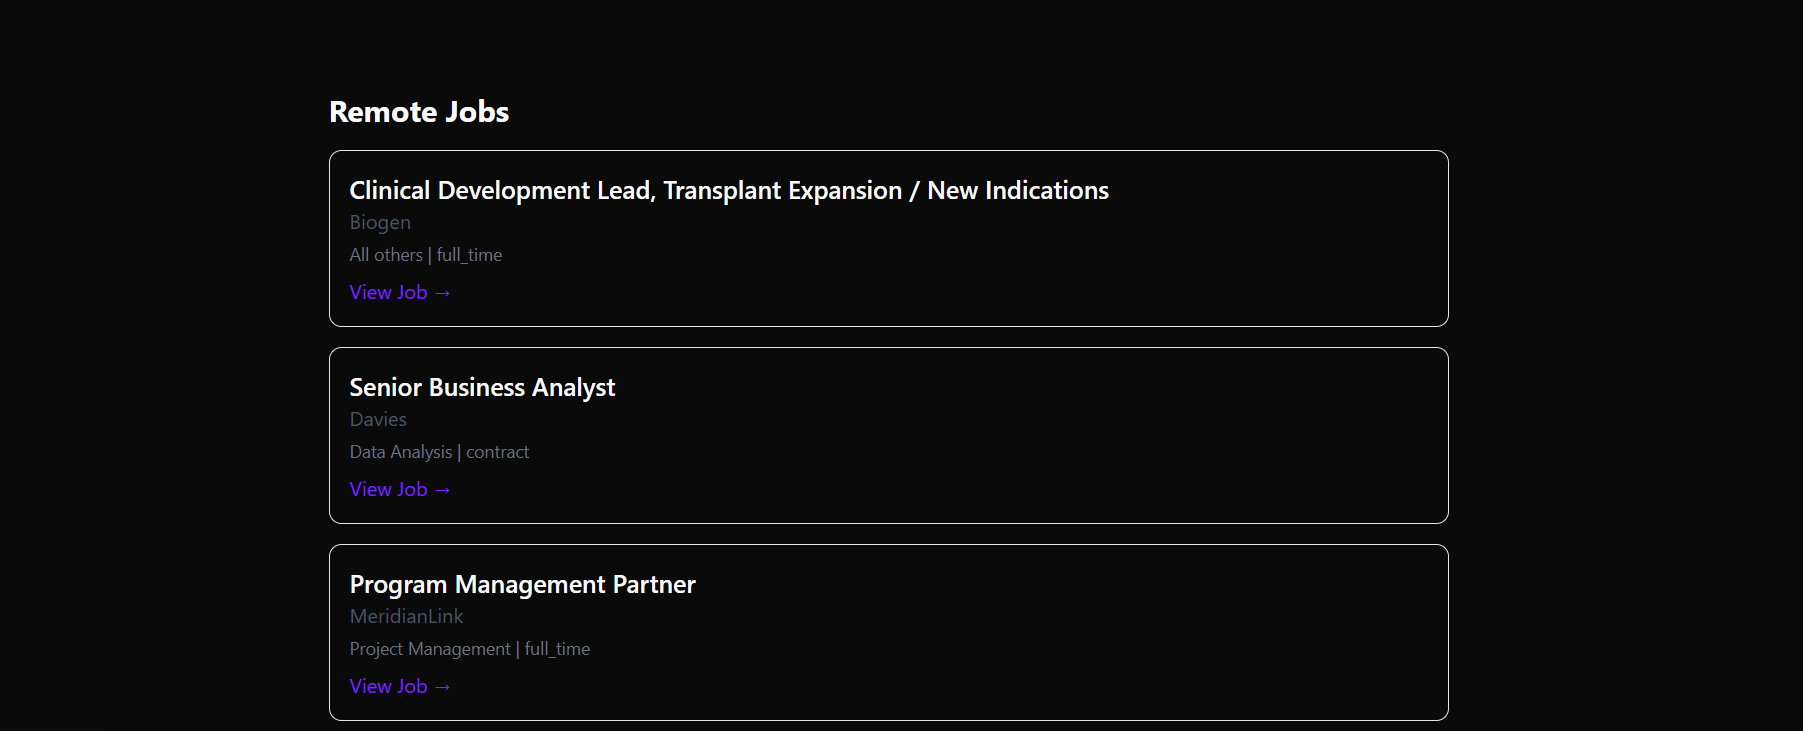 Remote Jobs
Clinical Development Lead, Transplant Expansion / New Indications
Biogen
All others | full_time
View Job →
Senior Business Analyst
Davies
Data Analysis | contract
View Job →
Program Management Partner
MeridianLink
Project Management | full_time
View Job →